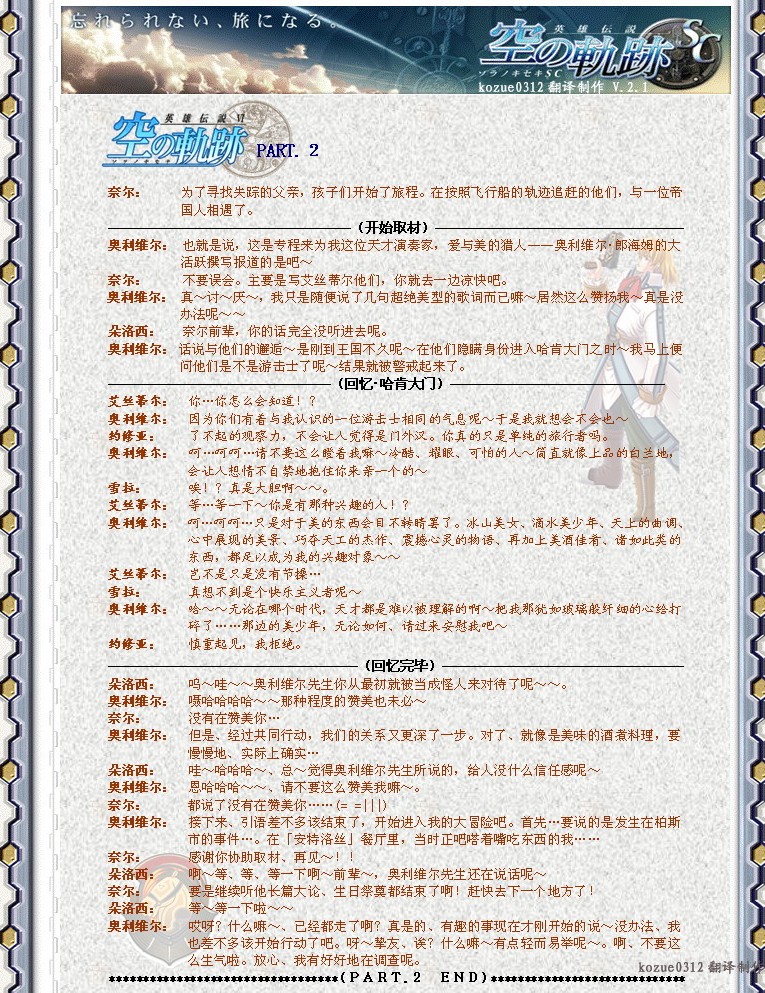 忘れられない、旅になる。
英雄伝説
空の軌跡SC
ソラノキセキSC
kozue0312 翻译制作 V.2.1
英雄伝説VI
空の軌跡
ソラノキセキ
PART. 2
奈尔: 为了寻找失踪的父亲，孩子们开始了旅程。在按照飞行船的轨迹追赶的他们，与一位帝
国人相遇了。
(开始取材)
奥利维尔: 也就是说，这是专程来为我这位天才演奏家，爱与美的猎人——奥利维尔·郎海姆的大
活跃撰写报道的是吧～
奈尔: 不要误会。主要是写艾丝蒂尔他们，你就去一边凉快吧。
奥利维尔: 真～讨～厌～，我只是随便说了几句超绝美型的歌词而已嘛～居然这么赞扬我～真是没
办法呢～～
朵洛西: 奈尔前辈，你的话完全没听进去呢。
奥利维尔: 话说与他们的邂逅～是刚到王国不久呢～在他们隐瞒身份进入哈肯大门之时～我马上便
问他们是不是游击士了呢～结果就被警戒起来了。
(回忆·哈肯大门)
艾丝蒂尔: 你…你怎么会知道！？
奥利维尔: 因为你们有着与我认识的一位游击士相同的气息呢～于是我就想会不会也～
约修亚: 了不起的观察力，不会让人觉得是门外汉。你真的只是单纯的旅行者吗。
奥利维尔: 呵…呵呵…请不要这么瞪着我嘛～冷酷、耀眼、可怕的人～简直就像上品的白兰地，
会让人想情不自禁地抱住你来亲一个的～
雪拉: 唉！？真是大胆啊～～。
艾丝蒂尔: 等…等一下～你是有那种兴趣的人！？
奥利维尔: 呵…呵呵…只是对于美的东西会目不转睛罢了。冰山美女、滴水美少年、天上的曲调、
心中展现的美景、巧夺天工的杰作、震撼心灵的物语、再加上美酒佳肴、诸如此类的
东西，都足以成为我的兴趣对象～～
艾丝蒂尔: 岂不是只是没有节操…
雪拉: 真想不到是个快乐主义者呢～
奥利维尔: 哈～～无论在哪个时代，天才都是难以被理解的啊～把我那犹如玻璃般纤细的心给打
碎了……那边的美少年，无论如何、请过来安慰我吧～
约修亚: 慎重起见，我拒绝。
(回忆完毕)
朵洛西: 呜～哇～～奥利维尔先生你从最初就被当成怪人来对待了呢～～。
奥利维尔: 嗫哈哈哈哈～～那种程度的赞美也未必～
奈尔: 没有在赞美你…
奥利维尔: 但是、经过共同行动，我们的关系又更深了一步。对了、就像是美味的酒煮料理，要
慢慢地、实际上确实…
朵洛西: 哇～哈哈哈～、总～觉得奥利维尔先生所说的，给人没什么信任感呢～
奥利维尔: 恩哈哈哈～～、请不要这么赞美我嘛～。
奈尔: 都说了没有在赞美你……(= =|||)
奥利维尔: 接下来、引语差不多该结束了，开始进入我的大冒险吧。首先…要说的是发生在柏斯
市的事件…。在「安特洛丝」餐厅里，当时正吧嗒着嘴吃东西的我……
奈尔: 感谢你协助取材、再见～！！
朵洛西: 啊～等、等、等一下啊～前辈～，奥利维尔先生还在说话呢～
奈尔: 要是继续听他长篇大论、生日祭奠都结束了啊！赶快去下一个地方了！
朵洛西: 等～等一下啦～～
奥利维尔: 哎呀？什么嘛～、已经都走了啊？真是的、有趣的事现在才刚开始的说～没办法、我
也差不多该开始行动了吧。呀～挚友、诶？什么嘛～有点轻而易举呢～。啊、不要这
么生气啦。放心、我有好好地在调查呢。
(PART.2 END)
kozue0312 翻译制作